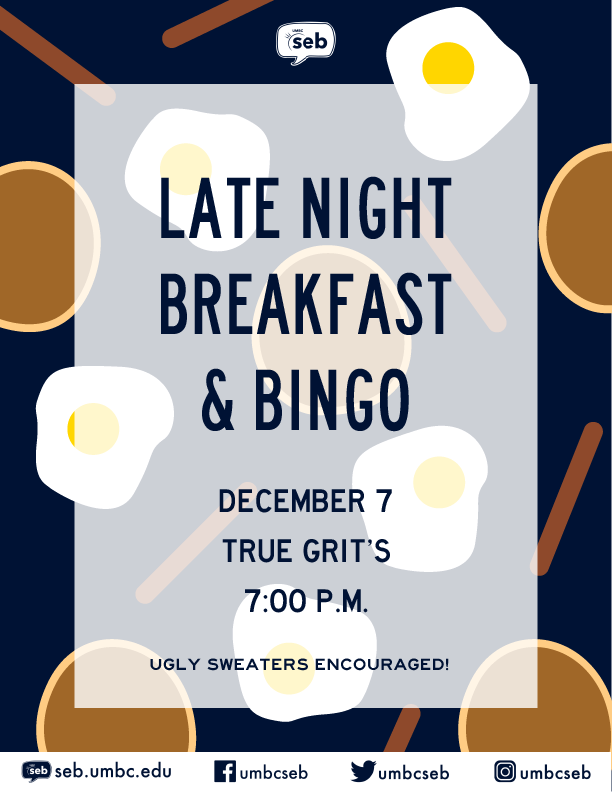 UMBC
seb
LATE NIGHT
BREAKFAST
& BINGO
DECEMBER 7
TRUE GRIT'S
7:00 P.M.
UGLY SWEATERS ENCOURAGED!
seb seb.umbc.edu umbcseb umbcseb umbcseb